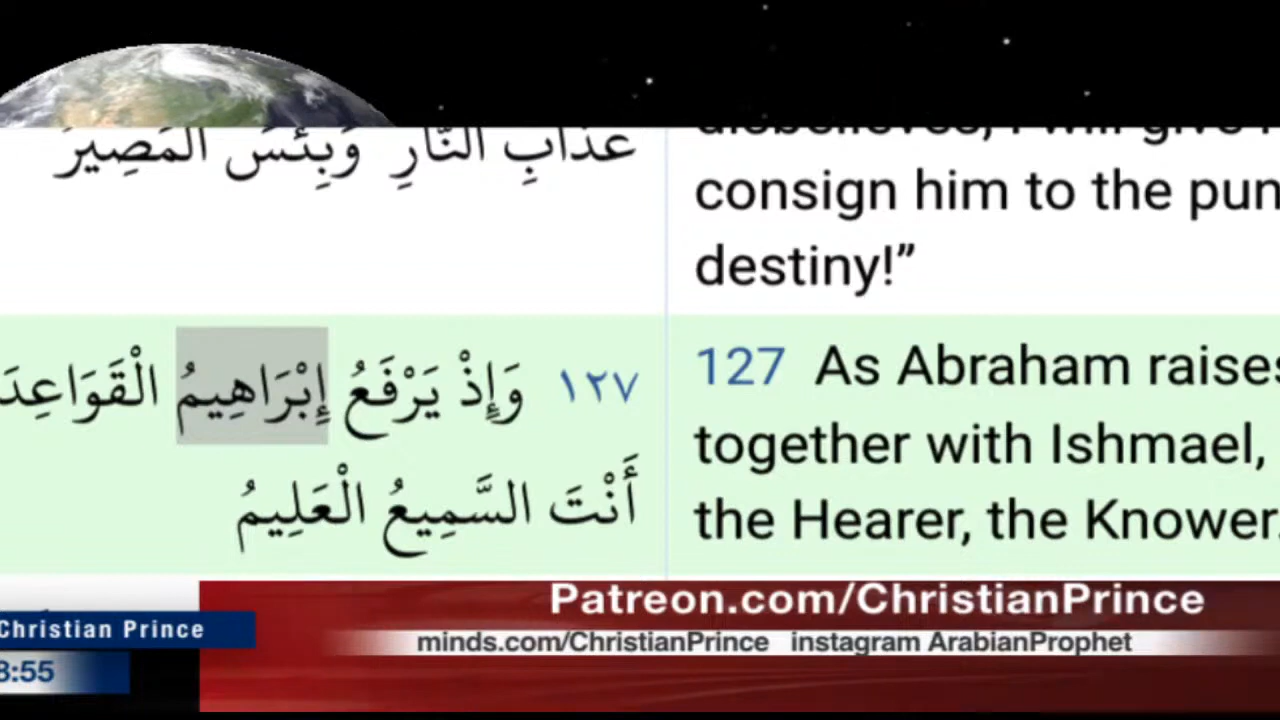 عَذَابِ النَّارِ وَبِئْسَ الْمَصِيرُ
consign him to the
destiny!”
١٢٧ وَإِذْ يَرْفَعُ إِبْرَاهِيمُ الْقَوَاعِدَ
أَنْتَ السَّمِيعُ الْعَلِيمُ
127 As Abraham raises
together with Ishmael,
the Hearer, the Knower.
Patreon.com/ChristianPrince
minds.com/ChristianPrince instagram ArabianProphet
Christian Prince
8:55